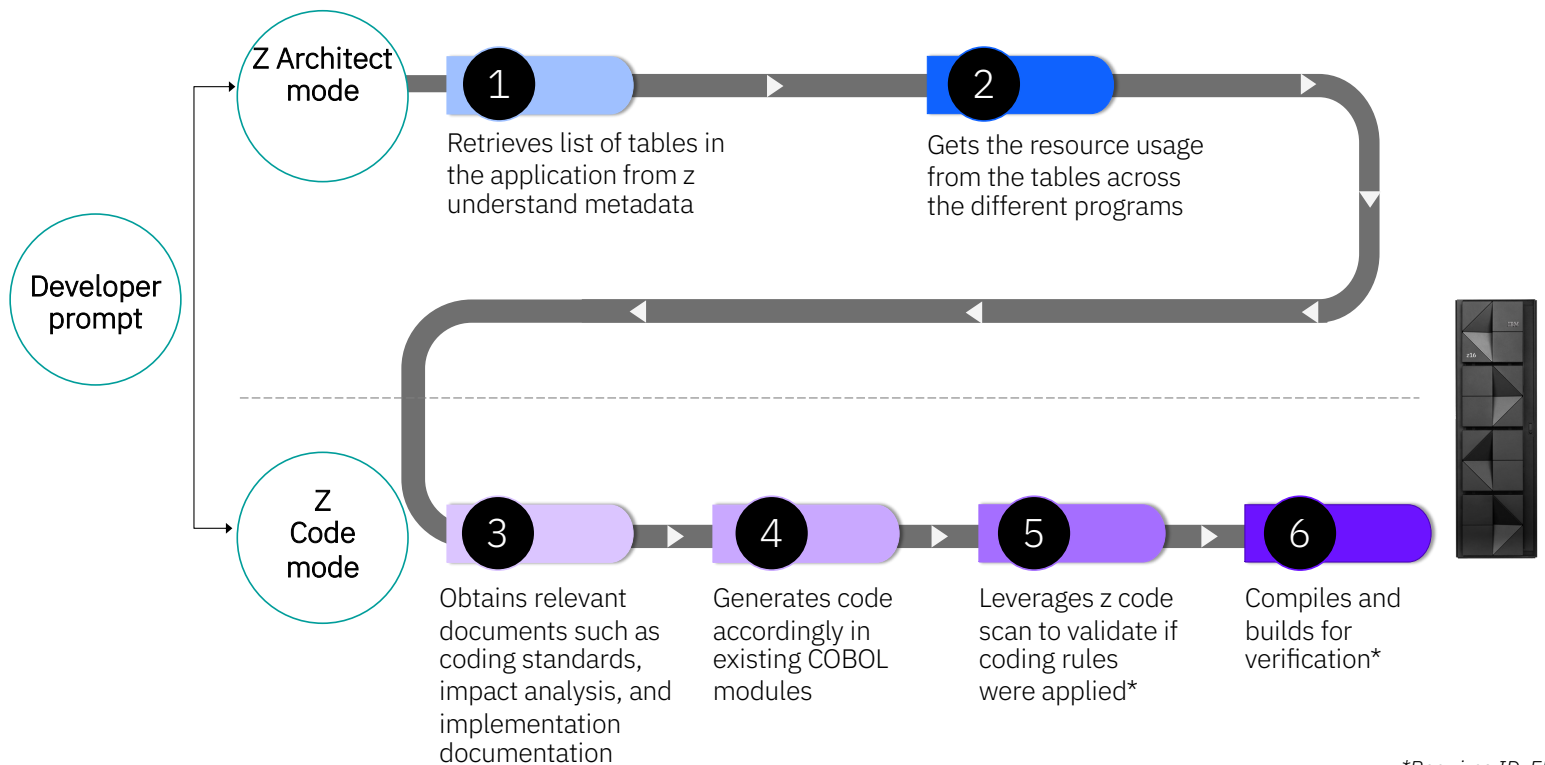 Z Architect
mode
1
2
Retrieves list of tables in
the application from z
understand metadata
Gets the resource usage
from the tables across
the different programs
Developer
prompt
IBM
z16
Z
Code
mode
3
4
5
6
Obtains relevant
documents such as
coding standards,
impact analysis, and
implementation
documentation
Generates code
accordingly in
existing COBOL
modules
Leverages z code
scan to validate if
coding rules
were applied*
Compiles and
builds for
verification*